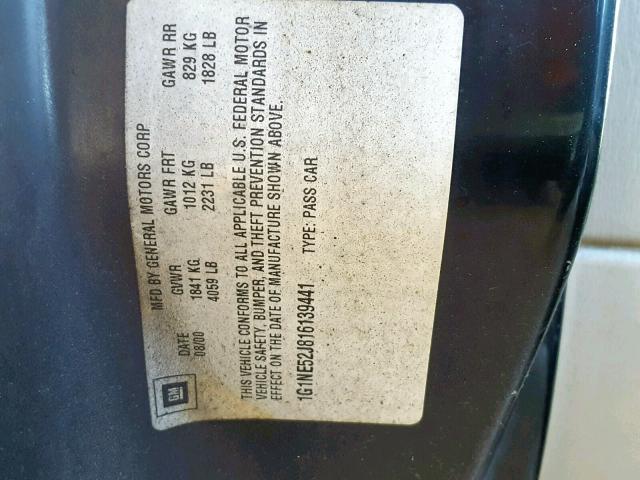 MFD BY GENERAL MOTORS CORP
DATE GVWR GAWR FRT GAWR RR
08/00 1841 KG 1012 KG 829 KG
4059 LB 2231 LB 1828 LB
GM
THIS VEHICLE CONFORMS TO ALL APPLICABLE U.S. FEDERAL MOTOR
VEHICLE SAFETY, BUMPER, AND THEFT PREVENTION STANDARDS IN
EFFECT ON THE DATE OF MANUFACTURE SHOWN ABOVE.
1G1NE52J816139441 TYPE: PASS CAR